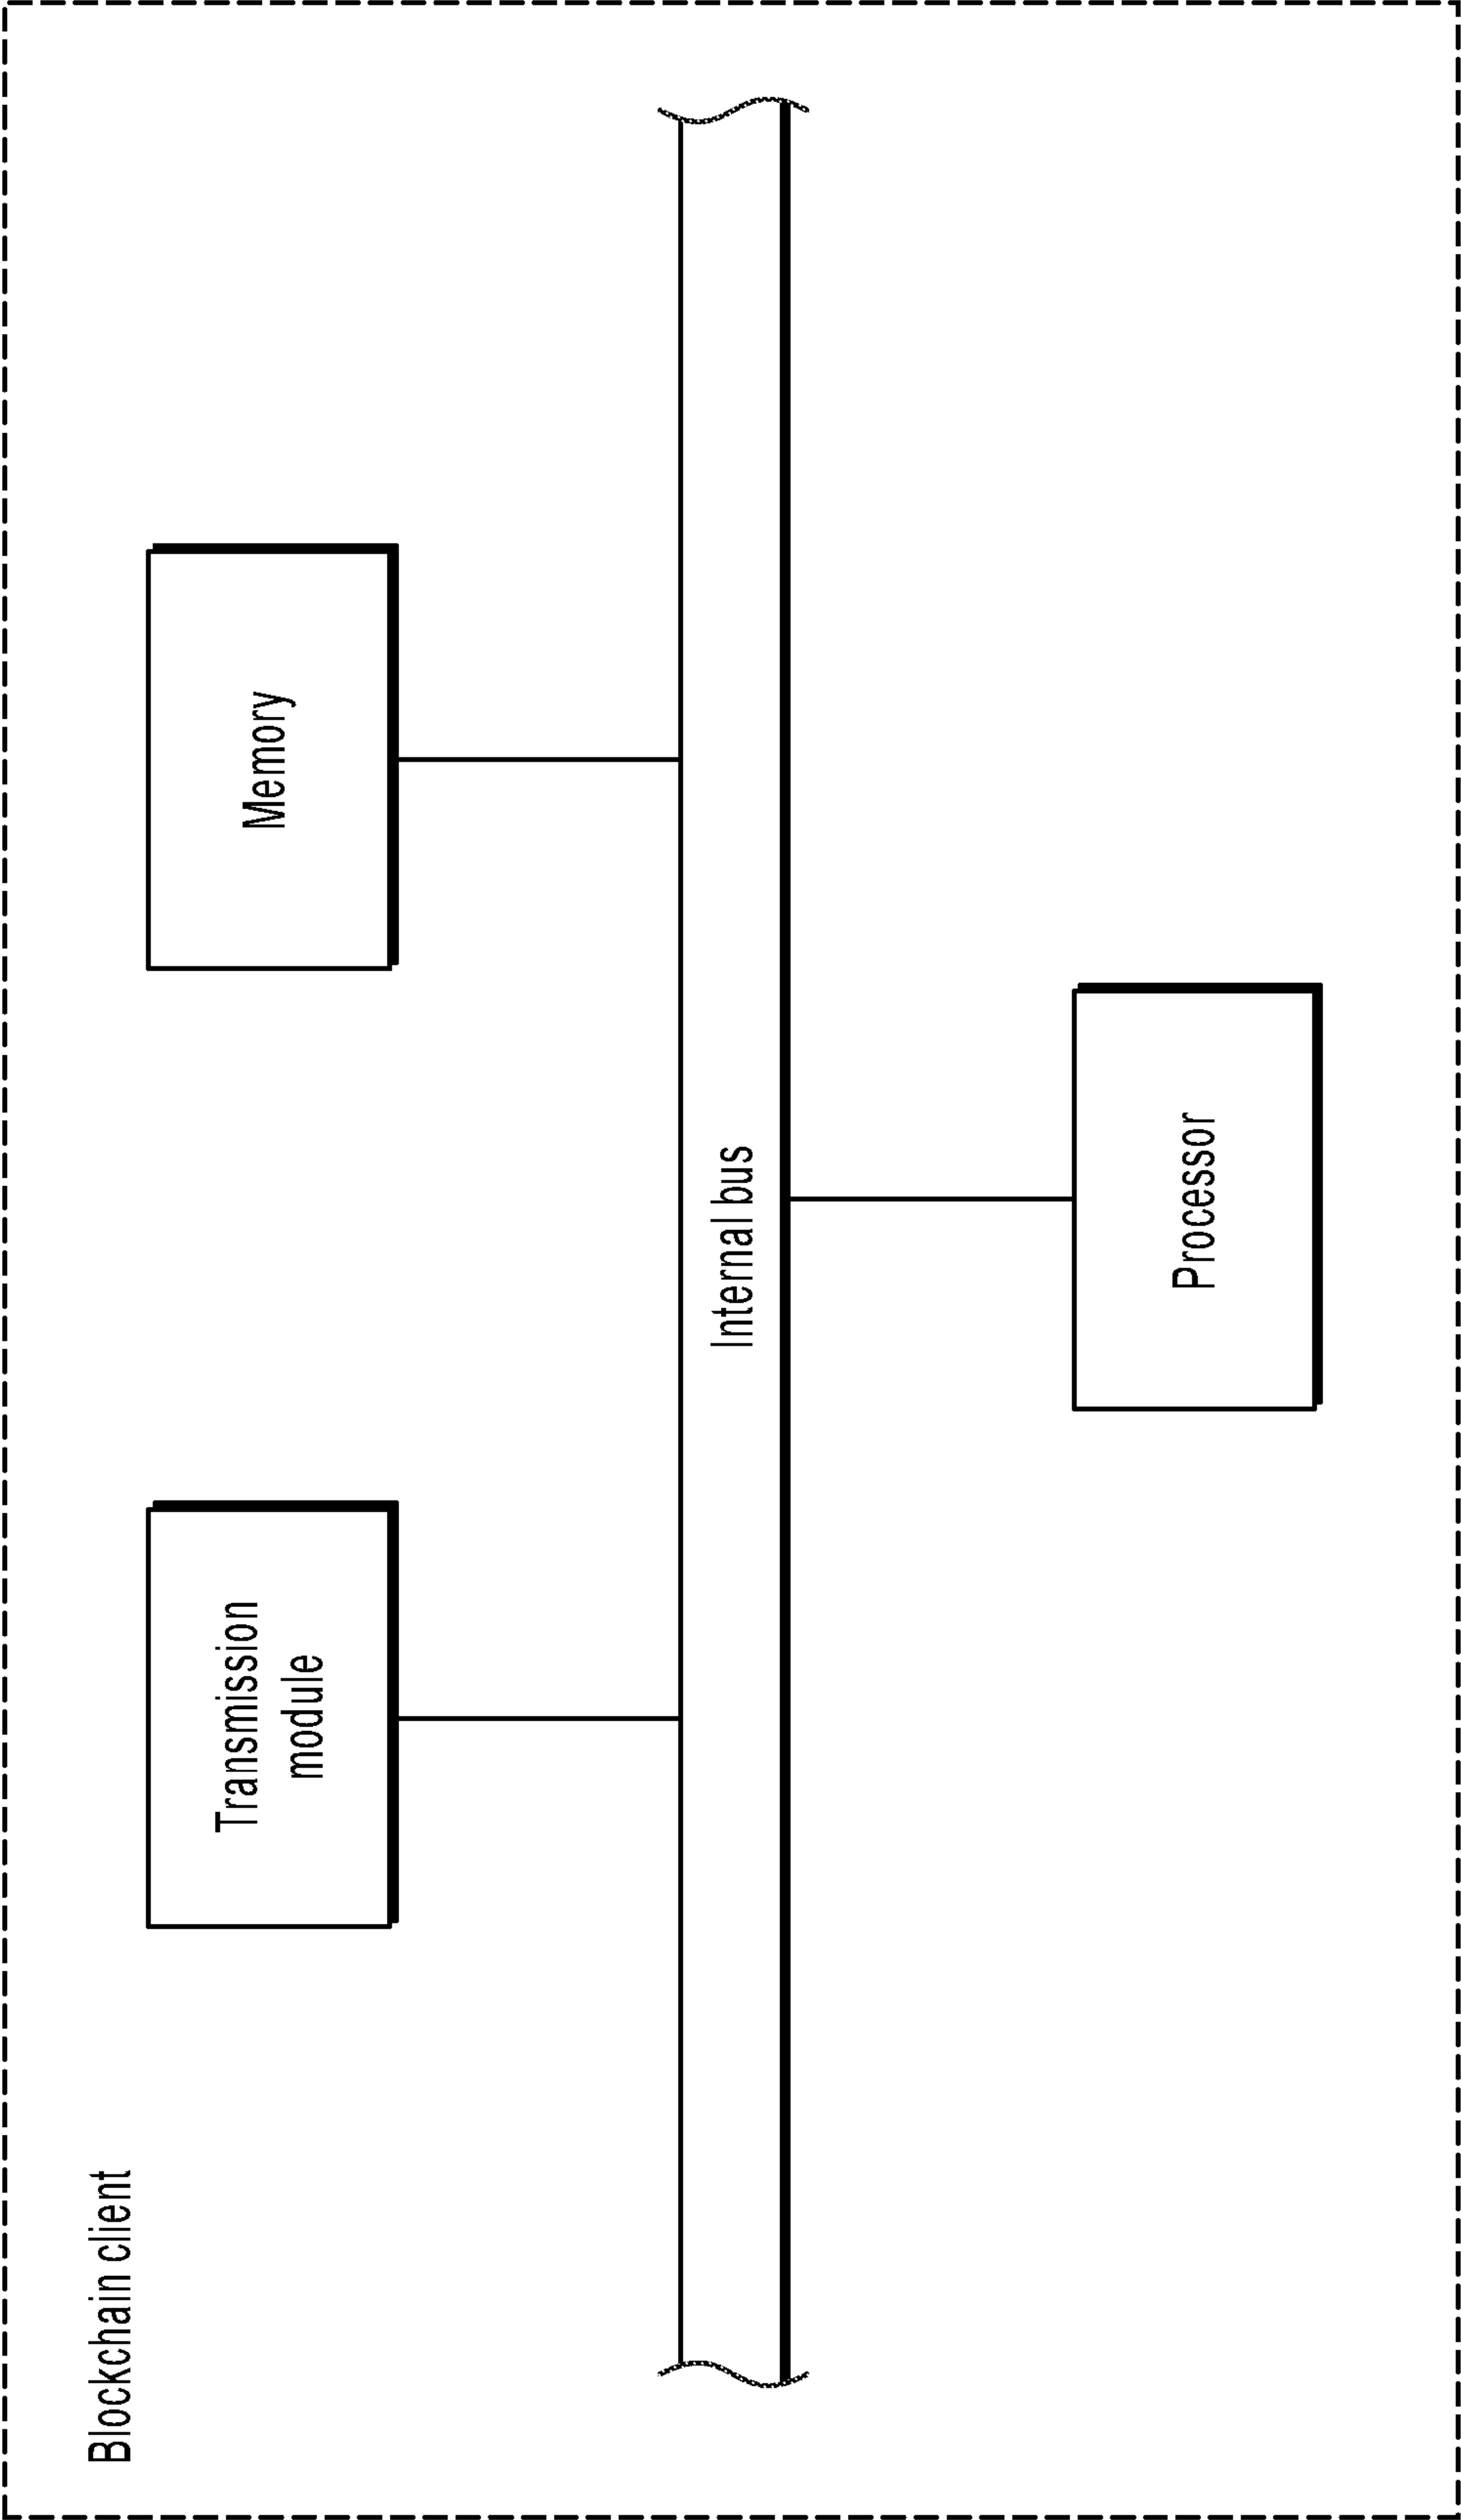 Blockchain client
Transmission
module
Memory
Internal bus
Processor